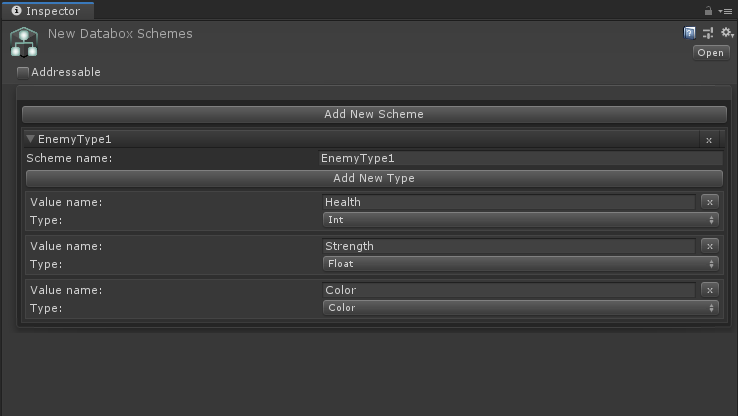 Inspector
New Databox Schemes
Open
Addressable
Add New Scheme
EnemyType1 x
Scheme name: EnemyType1
Add New Type
Value name: Health x
Type: Int
Value name: Strength x
Type: Float
Value name: Color x
Type: Color